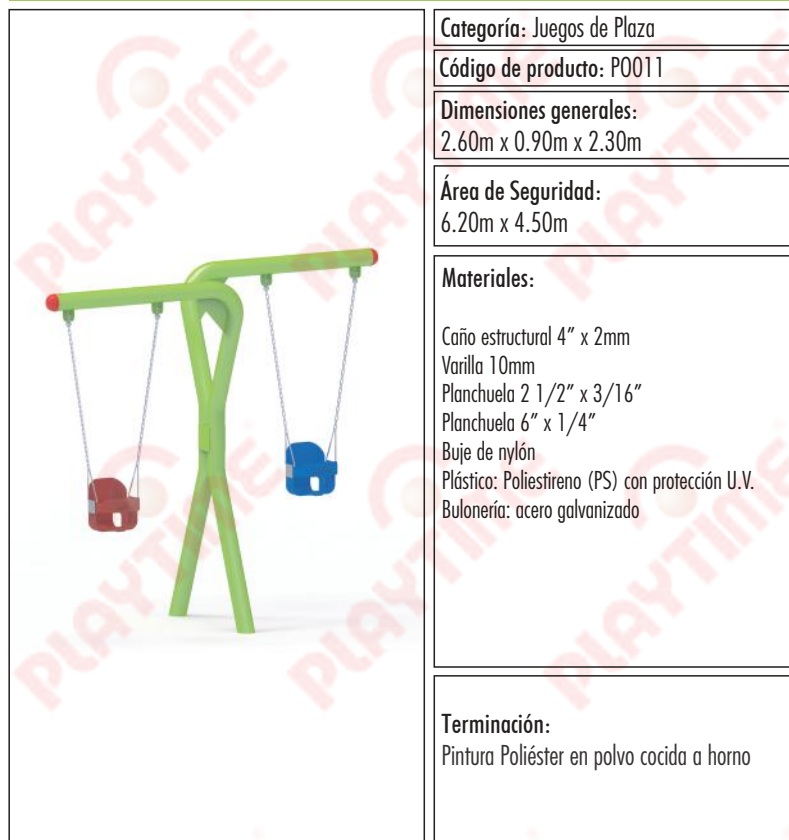 Categoría: Juegos de Plaza
Código de producto: PO011
Dimensiones generales:
2.60m x 0.90m x 2.30m
Área de Seguridad:
6.20m x 4.50m
Materiales:
Caño estructural 4” x 2mm
Varilla 10mm
Planchuela 2 1/2” x 3/16”
Planchuela 6” x 1/4”
Buje de nylón
Plástico: Poliestireno (PS) con protección U.V.
Bulonería: acero galvanizado
Terminación:
Pintura Poliéster en polvo cocida a horno
PLAYTIME
PLAYTIME
PLAYTIME
PLAYTIME
PLAYTIME
PLAYTIME